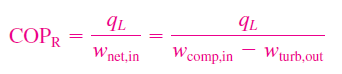 COP_R = q_L / w_net,in = q_L / (w_comp,in − w_turb,out)